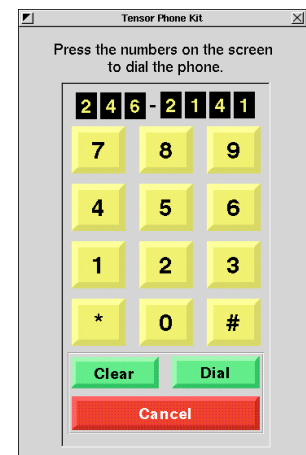 Tensor Phone Kit
Press the numbers on the screen
to dial the phone.
246-2141
7 8 9
4 5 6
1 2 3
* 0 #
Clear Dial
Cancel